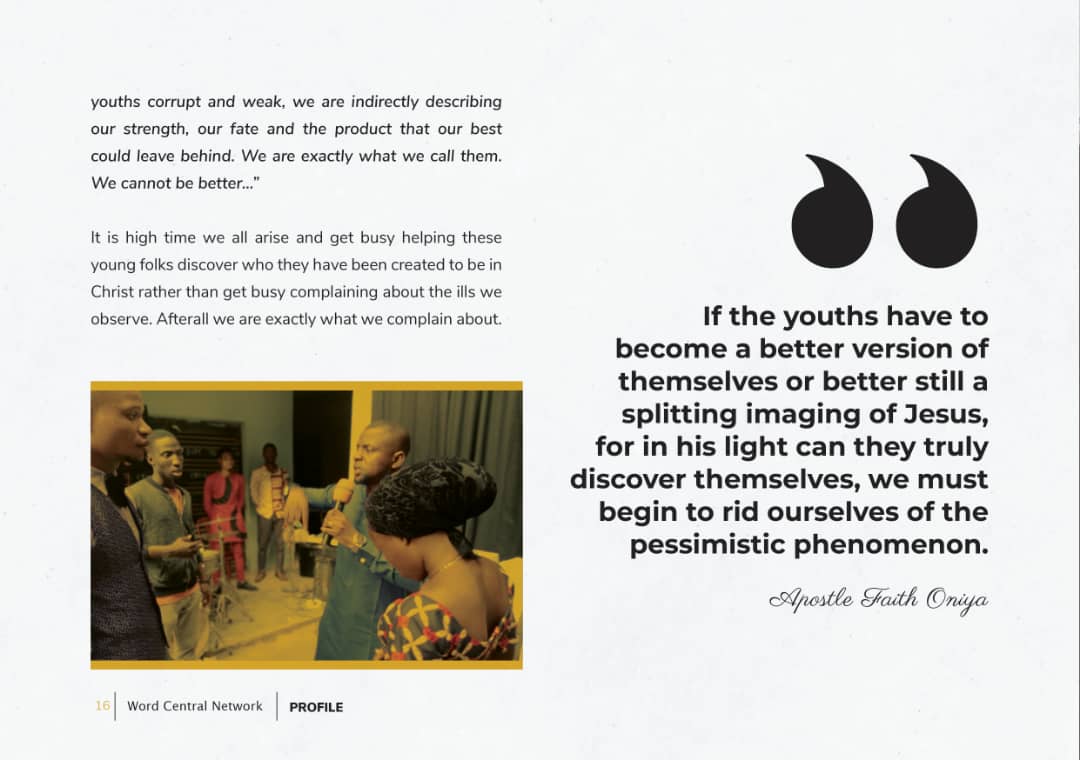 youths corrupt and weak, we are indirectly describing
our strength, our fate and the product that our best
could leave behind. We are exactly what we call them.
We cannot be better...”
It is high time we all arise and get busy helping these
young folks discover who they have been created to be in
Christ rather than get busy complaining about the ills we
observe. Afterall we are exactly what we complain about.
16 | Word Central Network | PROFILE
If the youths have to
become a better version of
themselves or better still a
splitting imaging of Jesus,
for in his light can they truly
discover themselves, we must
begin to rid ourselves of the
pessimistic phenomenon.
Apostle Faith Oniya